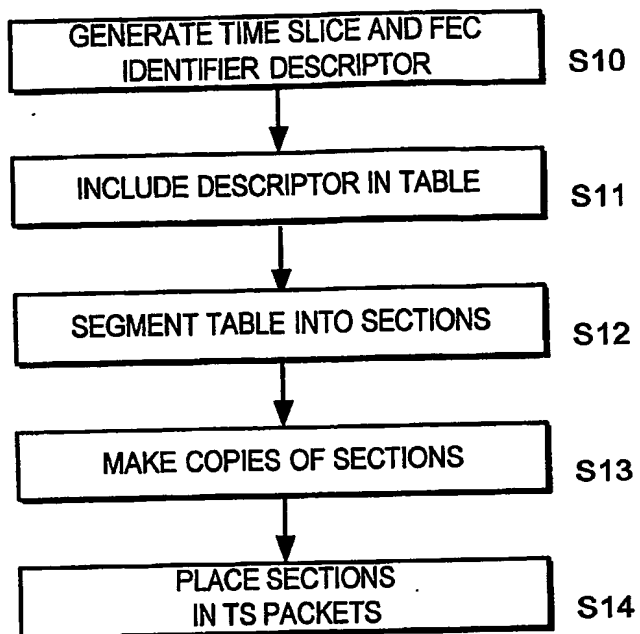 GENERATE TIME SLICE AND FEC
IDENTIFIER DESCRIPTOR
S10
INCLUDE DESCRIPTOR IN TABLE
S11
SEGMENT TABLE INTO SECTIONS
S12
MAKE COPIES OF SECTIONS
S13
PLACE SECTIONS
IN TS PACKETS
S14